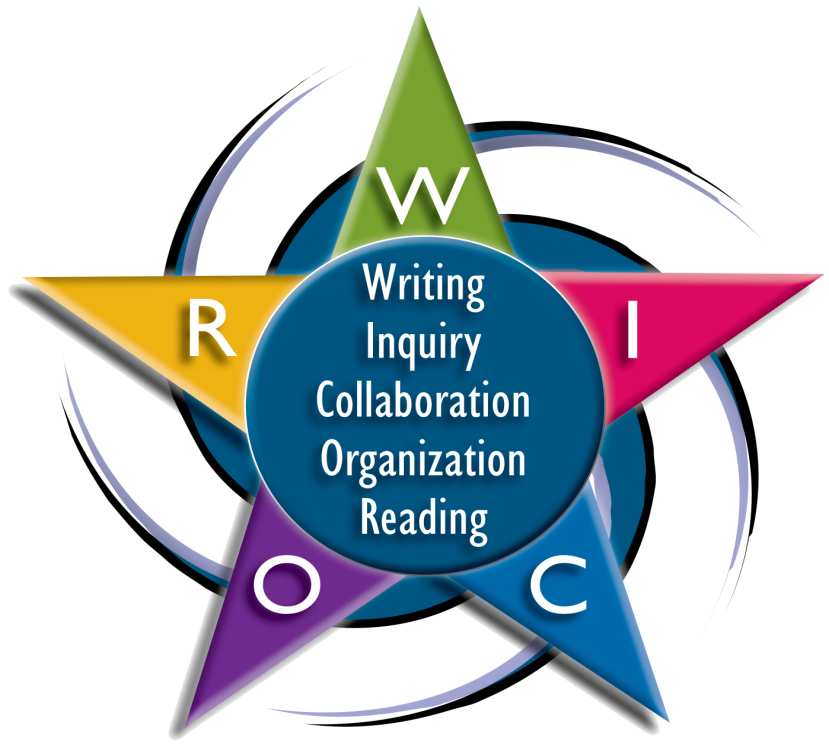 W
R
I
Writing
Inquiry
Collaboration
Organization
Reading
O
C